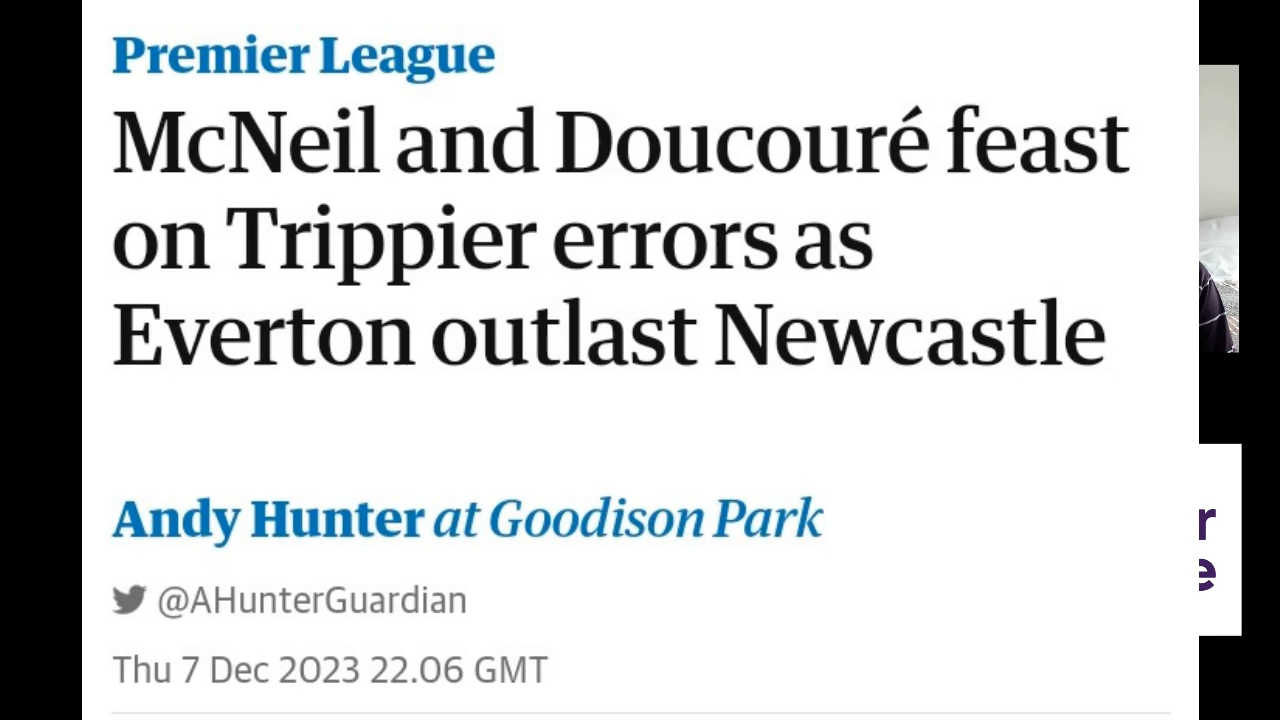 Premier League
McNeil and Doucouré feast
on Trippier errors as
Everton outlast Newcastle
Andy Hunter at Goodison Park
@AHunterGuardian
Thu 7 Dec 2023 22.06 GMT
r
e